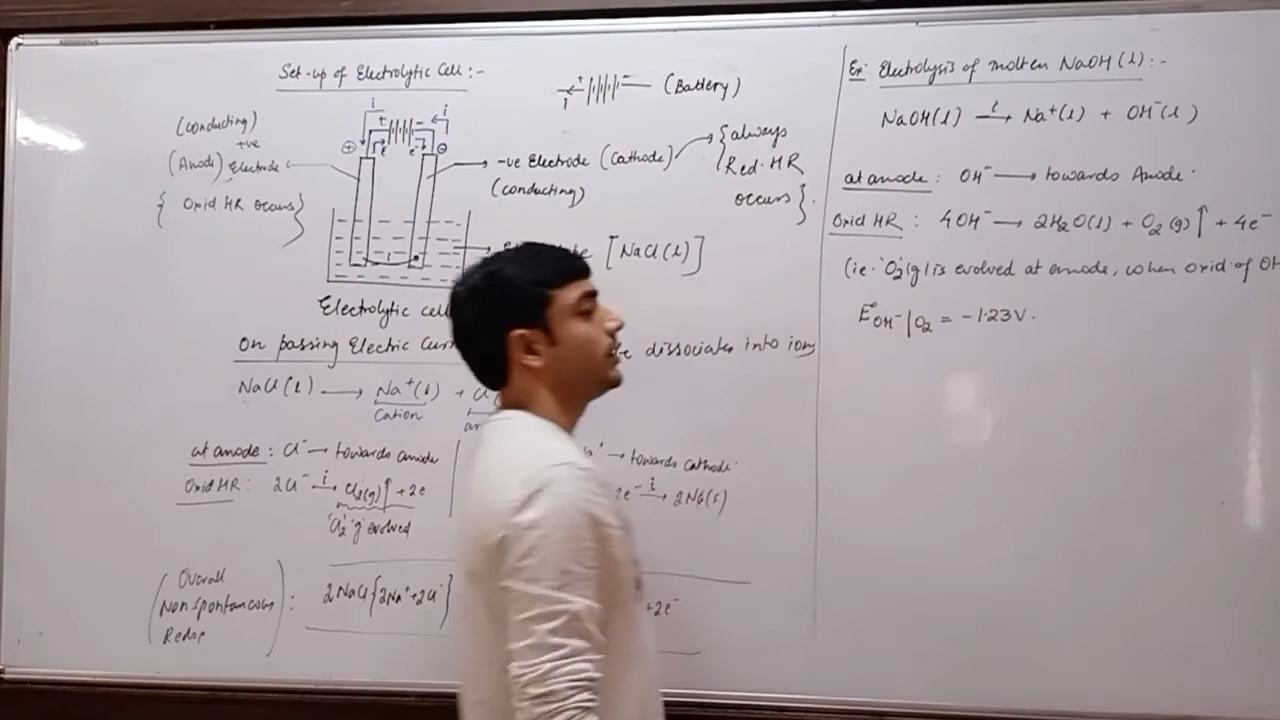 Set-up of Electrolytic Cell:-
+ - (Battery)
i
(conducting)
+ve
(Anode) Electrode
{ Oxid HR occurs }
i
i
+ -
⊕ e⁻ e⁻ ⊖
-ve Electrode (Cathode)
(conducting)
{always
Red. HR
occurs}.
[NaCl(l)]
Electrolytic cell
On passing Electric Curr
dissociates into ions
NaCl(l) ⟶ Na⁺(l) +
Cation
at anode: Cl⁻ → towards anode
→ towards cathode.
Oxid HR: 2Cl⁻ —i→ Cl₂(g)↑ + 2e
2e⁻ —i→ 2Na(s)
'Cl₂' g evolved
(Overall
Nonspontaneous
Redox) : 2NaCl{2Na⁺+2Cl⁻}
+2e⁻
Ex: Electrolysis of molten NaOH(l):-
NaOH(l) —i→ Na⁺(l) + OH⁻(l)
at anode: OH⁻ ⟶ towards Anode.
Oxid HR: 4OH⁻ ⟶ 2H₂O(l) + O₂(g)↑ + 4e⁻
(ie. 'O₂'(g) is evolved at anode, when oxid. of OH
E°OH⁻|O₂ = -1.23V.